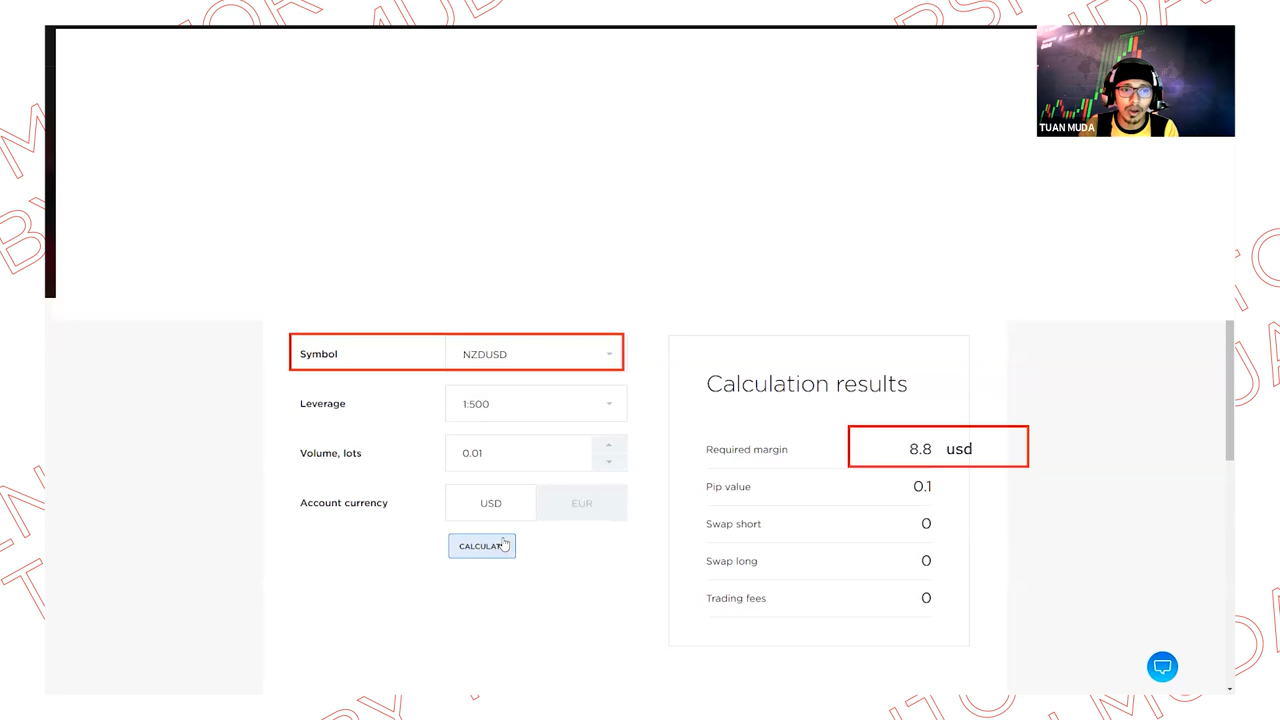 TUAN MUDA
Symbol NZDUSD
Leverage 1:500
Volume, lots 0.01
Account currency USD EUR
Calculation results
Required margin 8.8 usd
Pip value 0.1
Swap short 0
Swap long 0
Trading fees 0